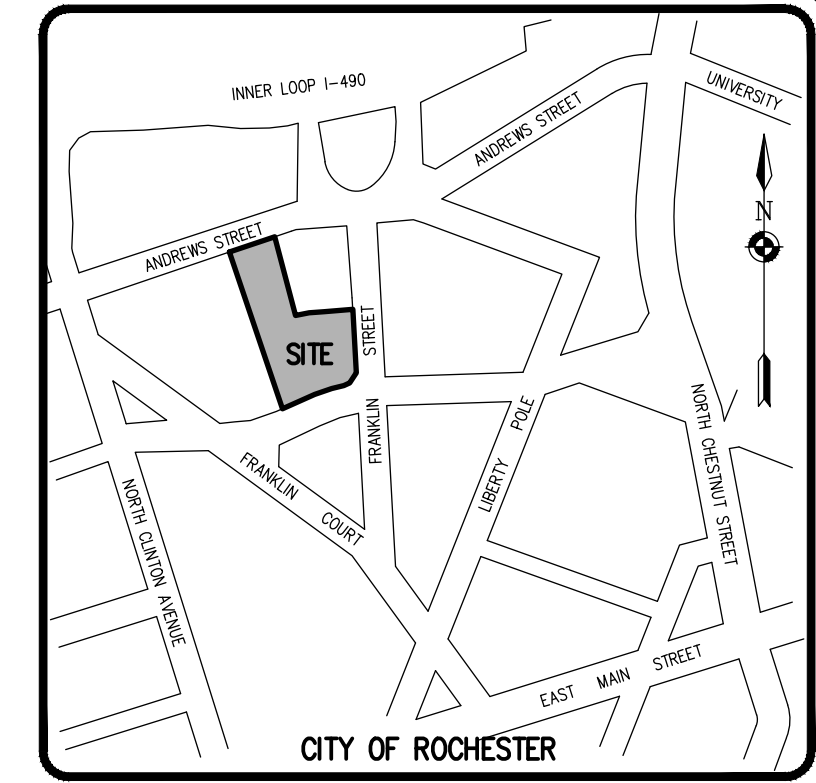 INNER LOOP I-490
UNIVERSITY
ANDREWS STREET
N
ANDREWS STREET
STREET
SITE
FRANKLIN
LIBERTY POLE
NORTH CHESTNUT STREET
FRANKLIN COURT
NORTH CLINTON AVENUE
EAST MAIN STREET
CITY OF ROCHESTER